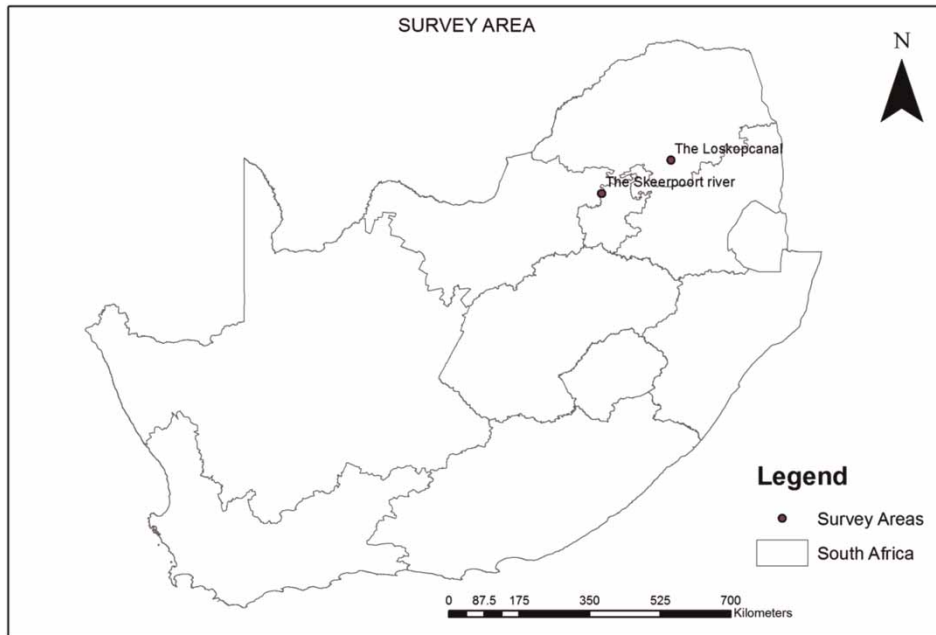 SURVEY AREA
N
The Loskopcanal
The Skeerpoort river
Legend
Survey Areas
South Africa
0 87.5 175 350 525 700
Kilometers